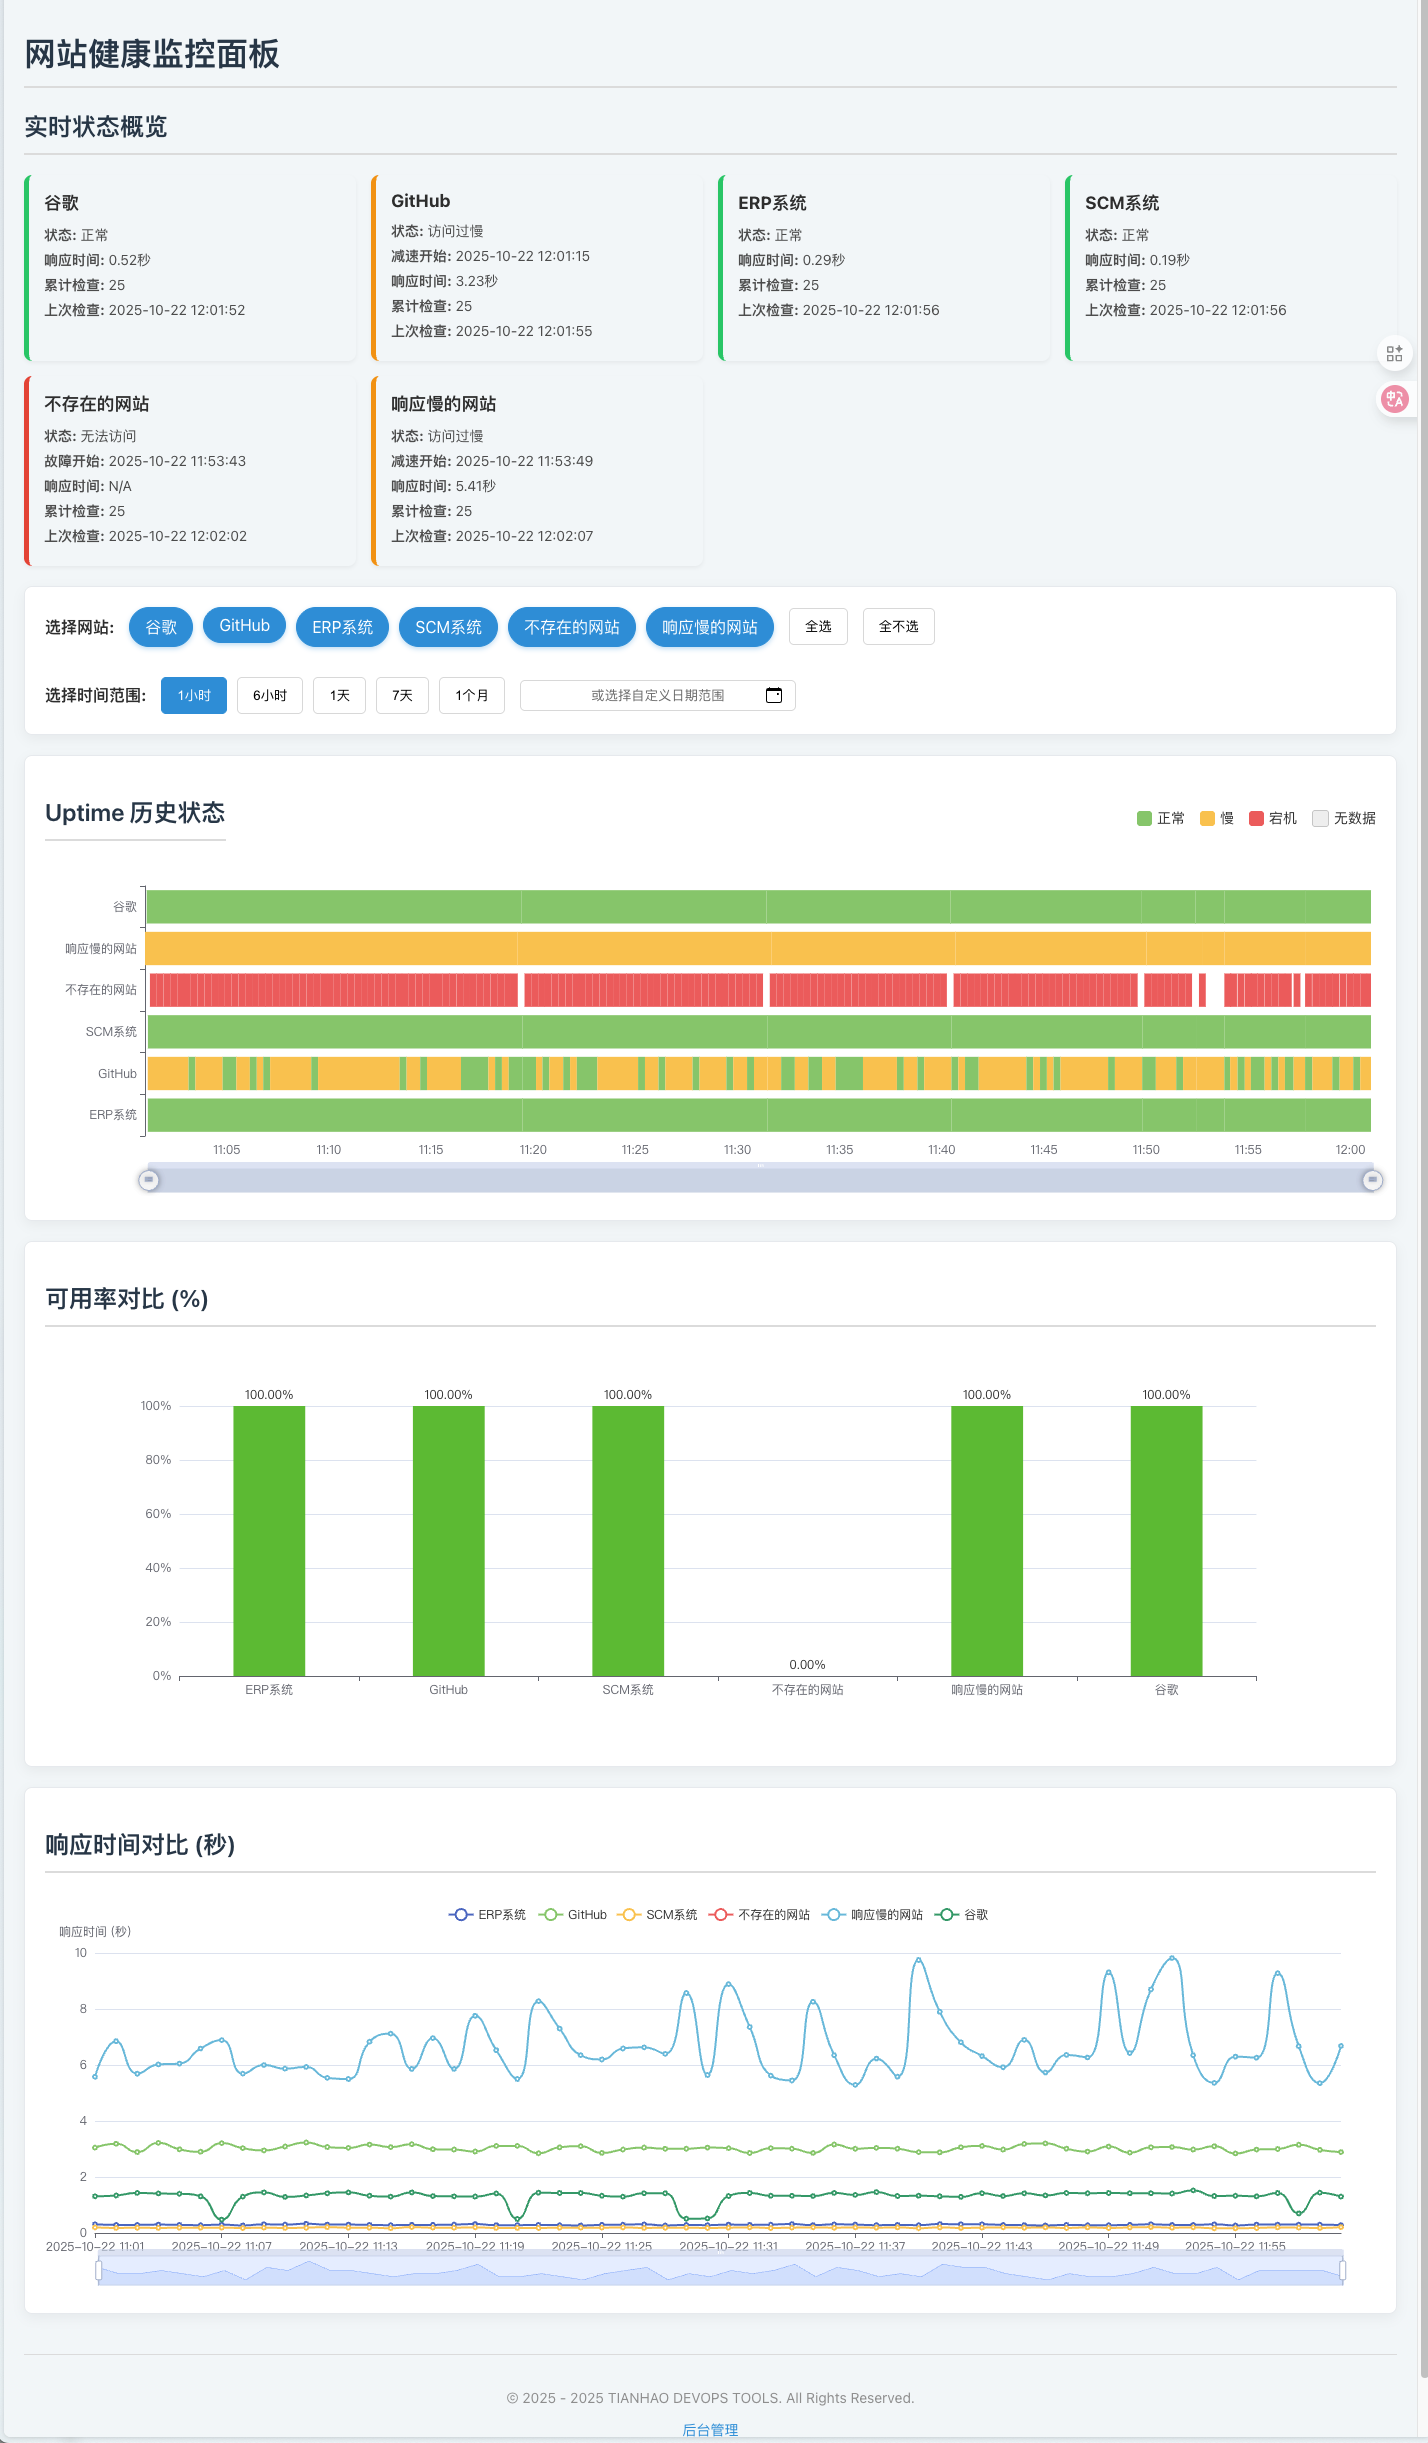 网站健康监控面板
实时状态概览
谷歌
状态: 正常
响应时间: 0.52秒
累计检查: 25
上次检查: 2025-10-22 12:01:52
GitHub
状态: 访问过慢
减速开始: 2025-10-22 12:01:15
响应时间: 3.23秒
累计检查: 25
上次检查: 2025-10-22 12:01:55
ERP系统
状态: 正常
响应时间: 0.29秒
累计检查: 25
上次检查: 2025-10-22 12:01:56
SCM系统
状态: 正常
响应时间: 0.19秒
累计检查: 25
上次检查: 2025-10-22 12:01:56
不存在的网站
状态: 无法访问
故障开始: 2025-10-22 11:53:43
响应时间: N/A
累计检查: 25
上次检查: 2025-10-22 12:02:02
响应慢的网站
状态: 访问过慢
减速开始: 2025-10-22 11:53:49
响应时间: 5.41秒
累计检查: 25
上次检查: 2025-10-22 12:02:07
选择网站: 谷歌 GitHub ERP系统 SCM系统 不存在的网站 响应慢的网站 全选 全不选
选择时间范围: 1小时 6小时 1天 7天 1个月 或选择自定义日期范围
Uptime 历史状态
正常 慢 宕机 无数据
谷歌
响应慢的网站
不存在的网站
SCM系统
GitHub
ERP系统
11:05 11:10 11:15 11:20 11:25 11:30 11:35 11:40 11:45 11:50 11:55 12:00
可用率对比 (%)
100.00% 100.00% 100.00% 100.00% 100.00%
100%
80%
60%
40%
20%
0.00%
0%
ERP系统 GitHub SCM系统 不存在的网站 响应慢的网站 谷歌
响应时间对比 (秒)
ERP系统 GitHub SCM系统 不存在的网站 响应慢的网站 谷歌
响应时间 (秒)
10
8
6
4
2
0
2025-10-22 11:01 2025-10-22 11:07 2025-10-22 11:13 2025-10-22 11:19 2025-10-22 11:25 2025-10-22 11:31 2025-10-22 11:37 2025-10-22 11:43 2025-10-22 11:49 2025-10-22 11:55
© 2025 - 2025 TIANHAO DEVOPS TOOLS. All Rights Reserved.
后台管理